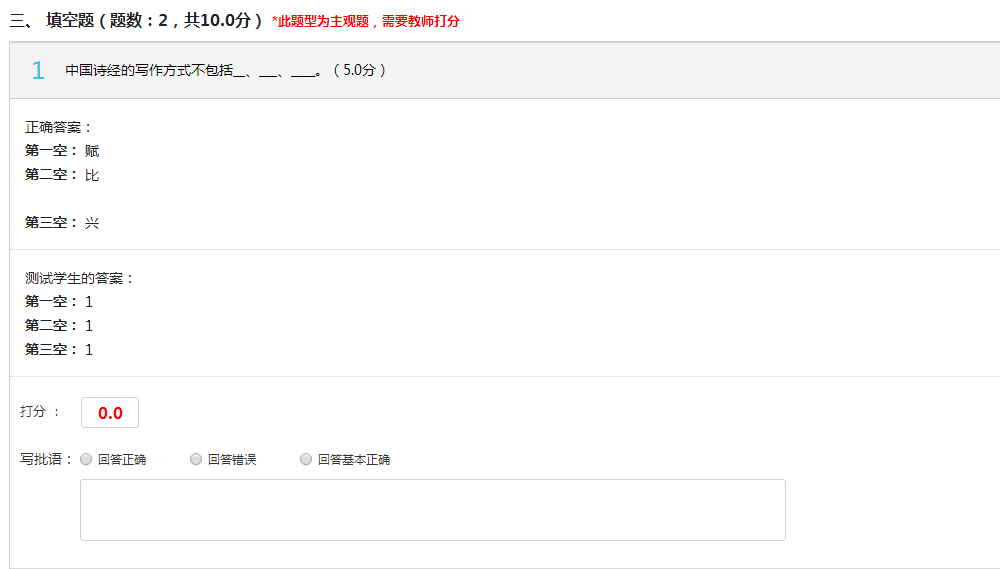 三、 填空题（题数：2，共10.0分） *此题型为主观题，需要教师打分
1 中国诗经的写作方式不包括__、___、____。（5.0分）
正确答案：
第一空： 赋
第二空： 比
第三空： 兴
测试学生的答案：
第一空： 1
第二空： 1
第三空： 1
打分 ： 0.0
写批语： 回答正确 回答错误 回答基本正确